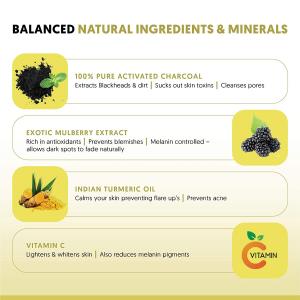 BALANCED NATURAL INGREDIENTS & MINERALS
100% PURE ACTIVATED CHARCOAL
Extracts Blackheads & dirt | Sucks out skin toxins | Cleanses pores
EXOTIC MULBERRY EXTRACT
Rich in antioxidants | Prevents blemishes | Melanin controlled –
allows dark spots to fade naturally
INDIAN TURMERIC OIL
Calms your skin preventing flare up's | Prevents acne
VITAMIN C
Lightens & whitens skin | Also reduces melanin pigments
C VITAMIN